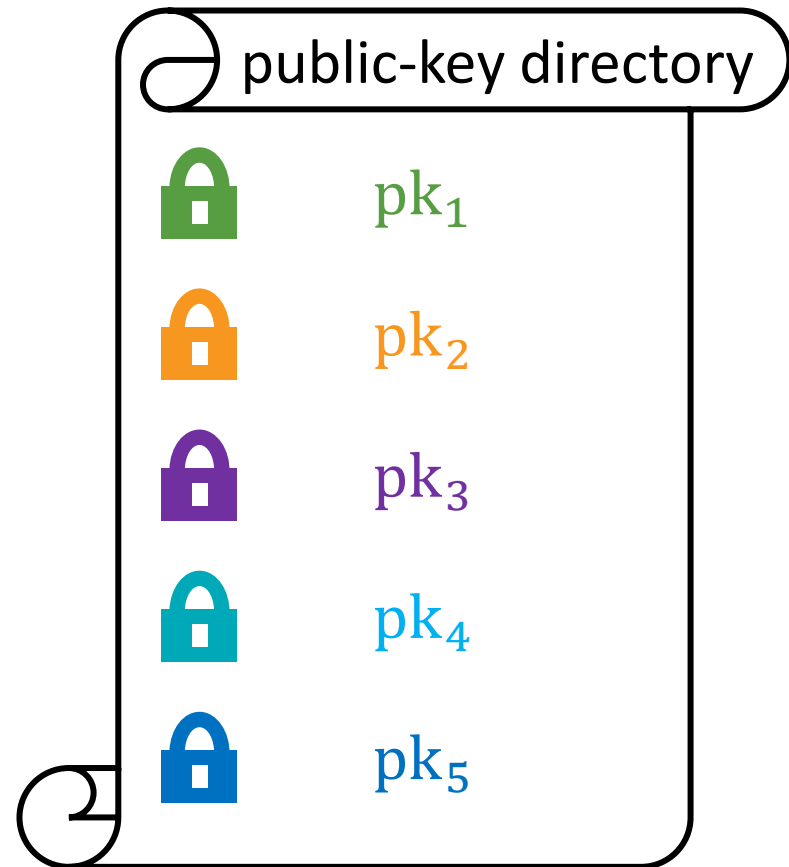 public-key directory
pk₁
pk₂
pk₃
pk₄
pk₅